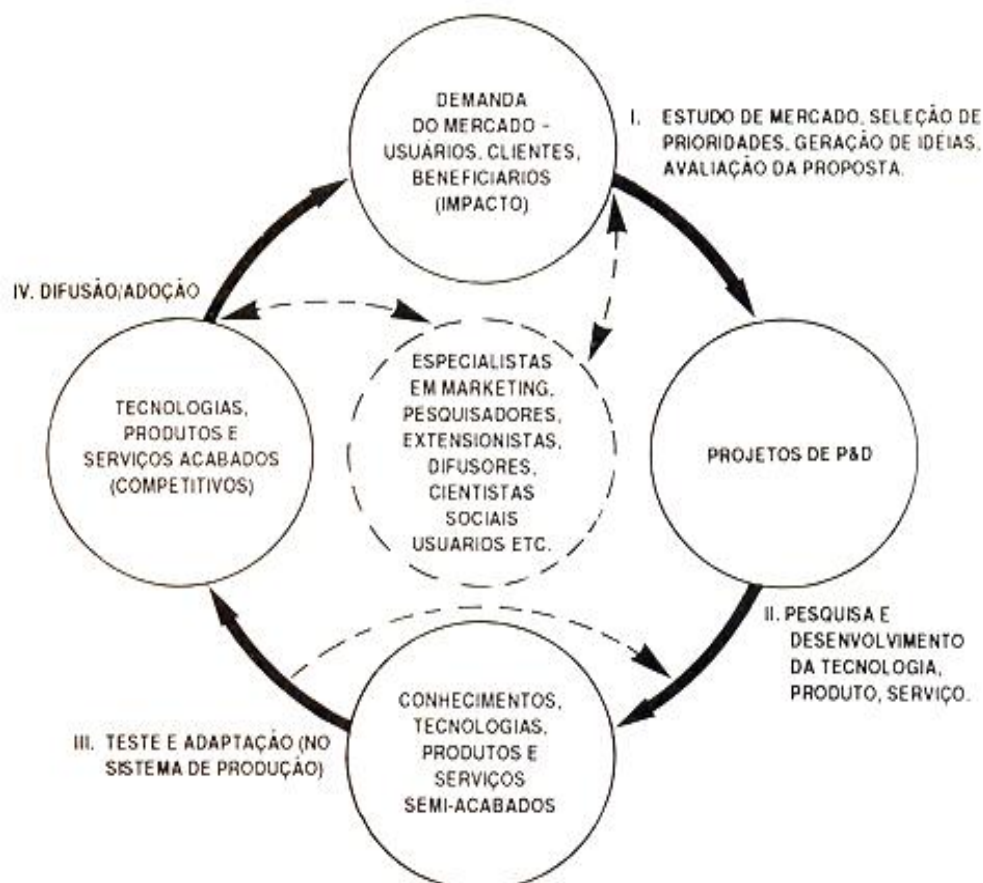 DEMANDA
DO MERCADO -
USUÁRIOS, CLIENTES,
BENEFICIARIOS
(IMPACTO)
I. ESTUDO DE MERCADO, SELEÇÃO DE
PRIORIDADES, GERAÇÃO DE IDÉIAS,
AVALIAÇÃO DA PROPOSTA.
IV. DIFUSÃO/ADOÇÃO
TECNOLOGIAS,
PRODUTOS E
SERVIÇOS ACABADOS
(COMPETITIVOS)
ESPECIALISTAS
EM MARKETING,
PESQUISADORES,
EXTENSIONISTAS,
DIFUSORES,
CIENTISTAS
SOCIAIS
USUARIOS ETC.
PROJETOS DE P&D
II. PESQUISA E
DESENVOLVIMENTO
DA TECNOLOGIA,
PRODUTO, SERVIÇO.
III. TESTE E ADAPTAÇÃO (NO
SISTEMA DE PRODUÇÃO)
CONHECIMENTOS,
TECNOLOGIAS,
PRODUTOS E
SERVIÇOS
SEMI-ACABADOS